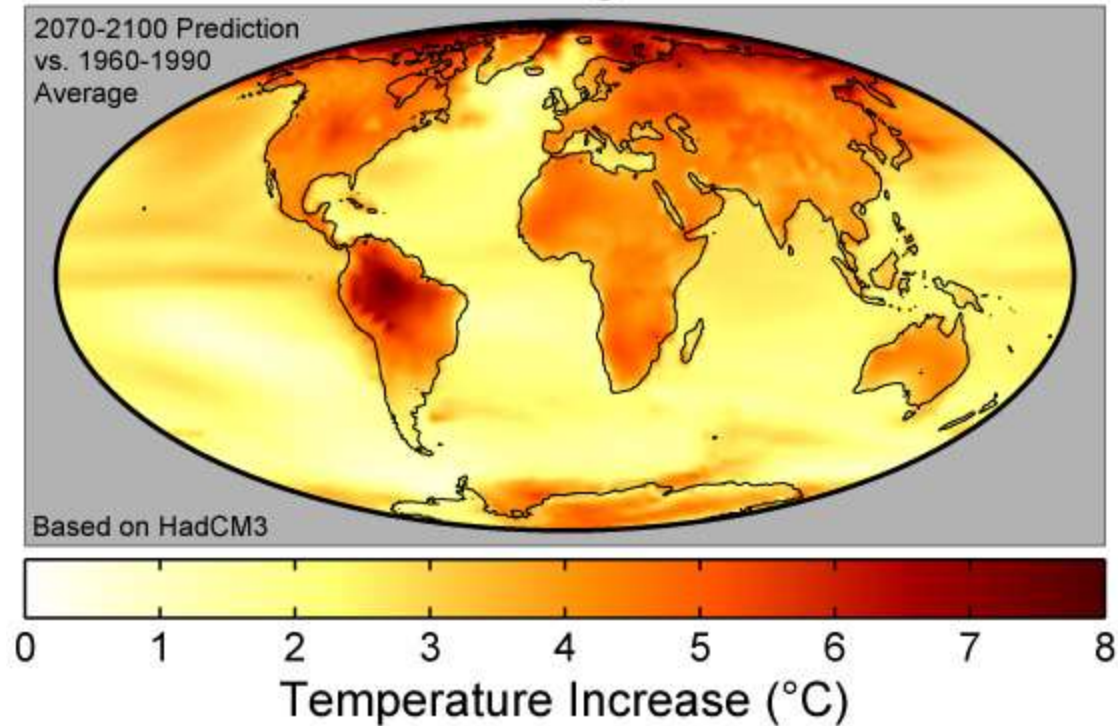 2070-2100 Prediction
vs. 1960-1990
Average
Based on HadCM3
0 1 2 3 4 5 6 7 8
Temperature Increase (°C)